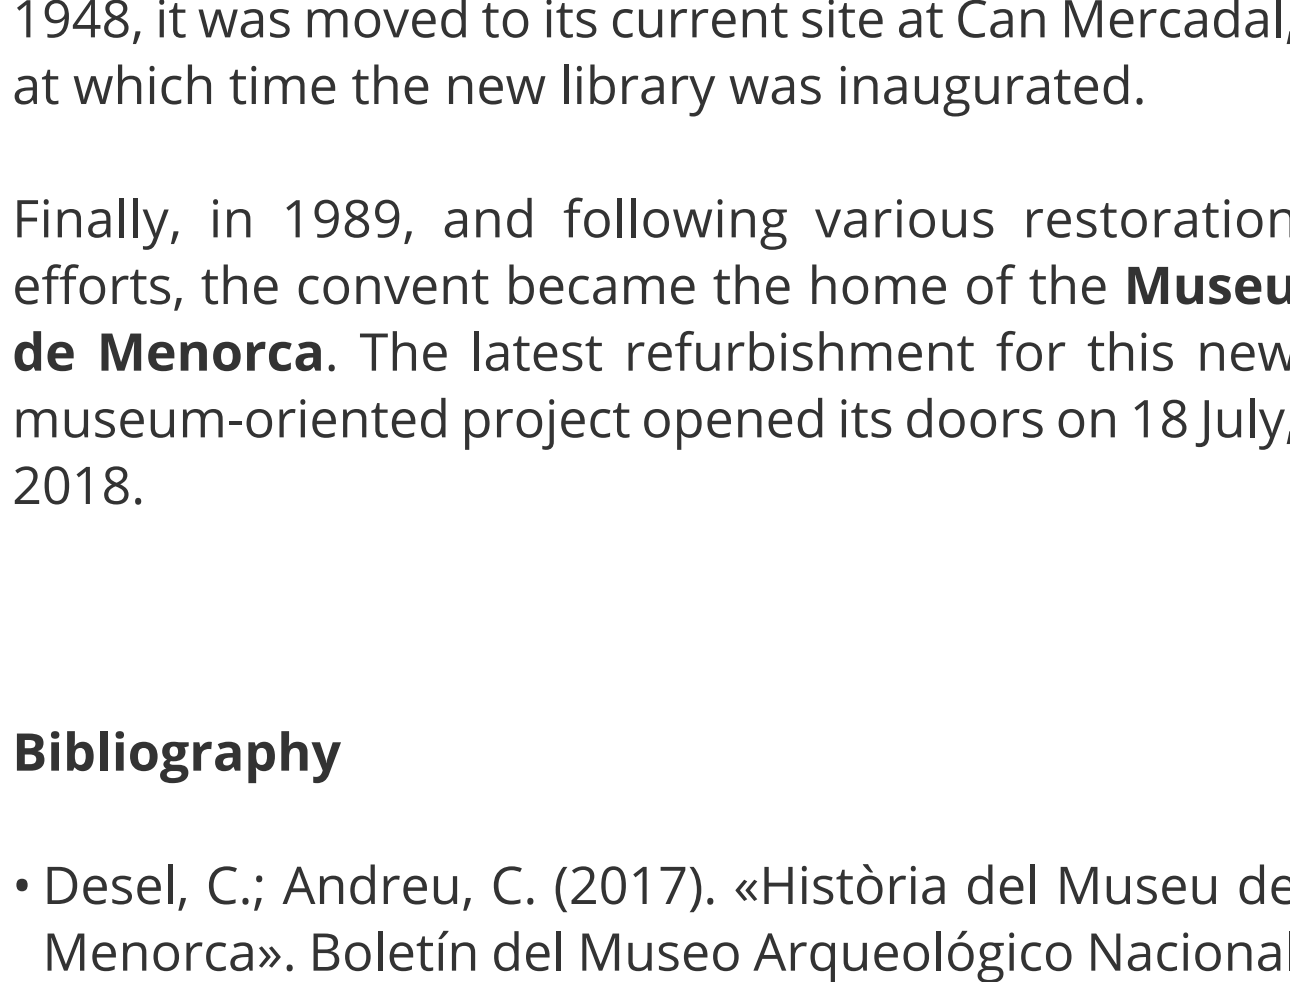 1948, it was moved to its current site at Can Mercadal,
at which time the new library was inaugurated.
Finally, in 1989, and following various restoration
efforts, the convent became the home of the Museu
de Menorca. The latest refurbishment for this new
museum-oriented project opened its doors on 18 July,
2018.
Bibliography
• Desel, C.; Andreu, C. (2017). «Història del Museu de
Menorca». Boletín del Museo Arqueológico Nacional